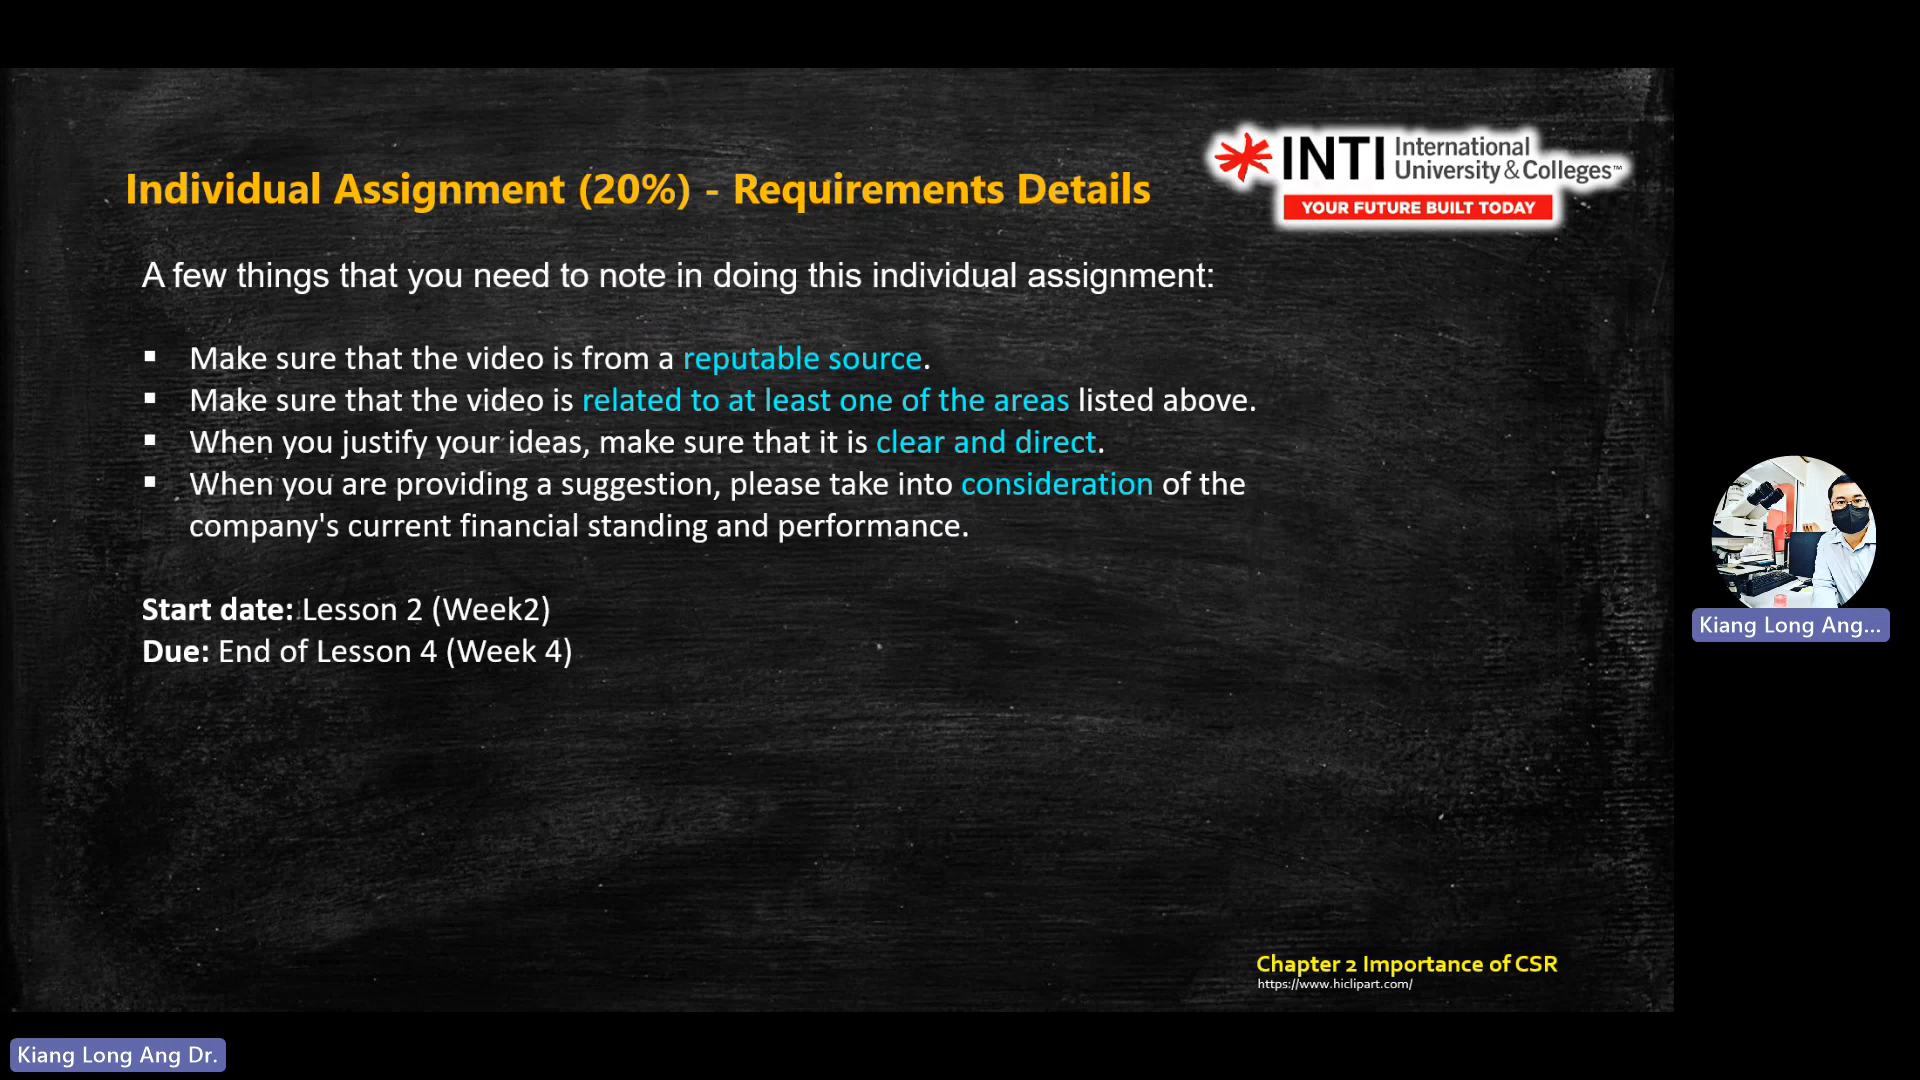 INTI International
University & Colleges™
YOUR FUTURE BUILT TODAY
Individual Assignment (20%) - Requirements Details
A few things that you need to note in doing this individual assignment:
▪ Make sure that the video is from a reputable source.
▪ Make sure that the video is related to at least one of the areas listed above.
▪ When you justify your ideas, make sure that it is clear and direct.
▪ When you are providing a suggestion, please take into consideration of the
company's current financial standing and performance.
Start date: Lesson 2 (Week2)
Due: End of Lesson 4 (Week 4)
Kiang Long Ang...
Chapter 2 Importance of CSR
https://www.hiclipart.com/
Kiang Long Ang Dr.